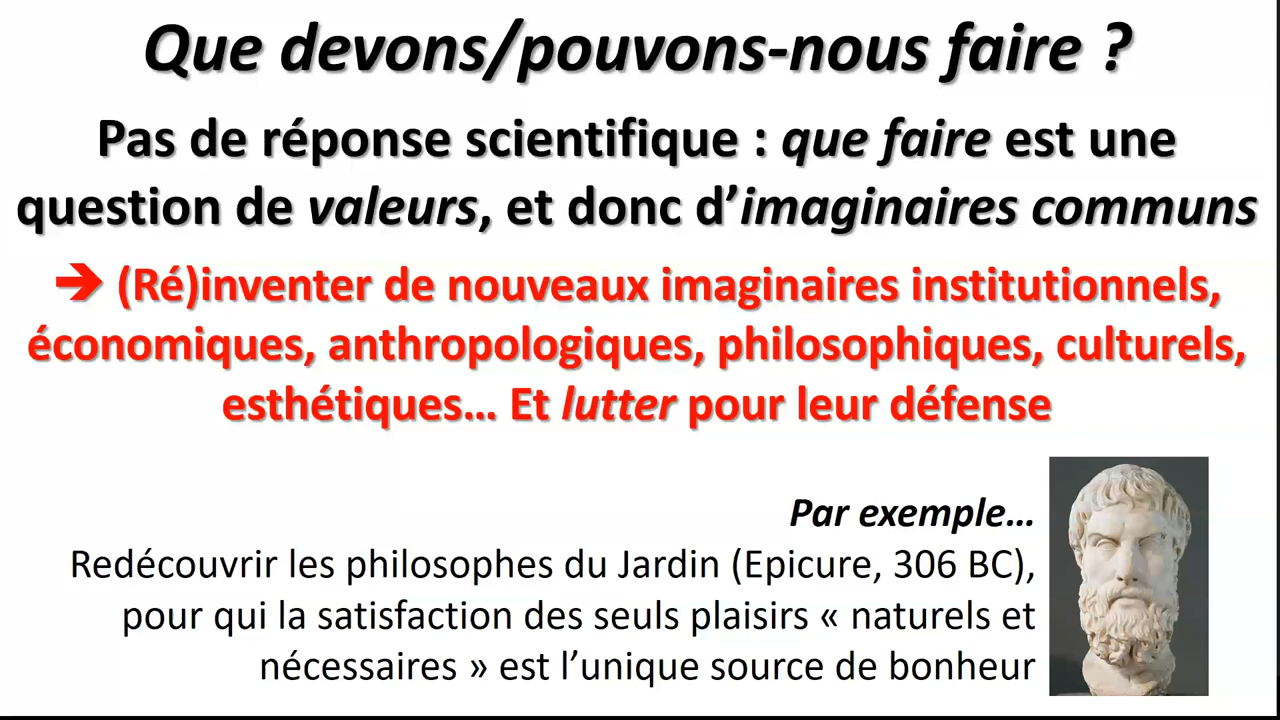 Que devons/pouvons-nous faire ?
Pas de réponse scientifique : que faire est une
question de valeurs, et donc d’imaginaires communs
➔ (Ré)inventer de nouveaux imaginaires institutionnels,
économiques, anthropologiques, philosophiques, culturels,
esthétiques… Et lutter pour leur défense
Par exemple…
Redécouvrir les philosophes du Jardin (Epicure, 306 BC),
pour qui la satisfaction des seuls plaisirs « naturels et
nécessaires » est l’unique source de bonheur